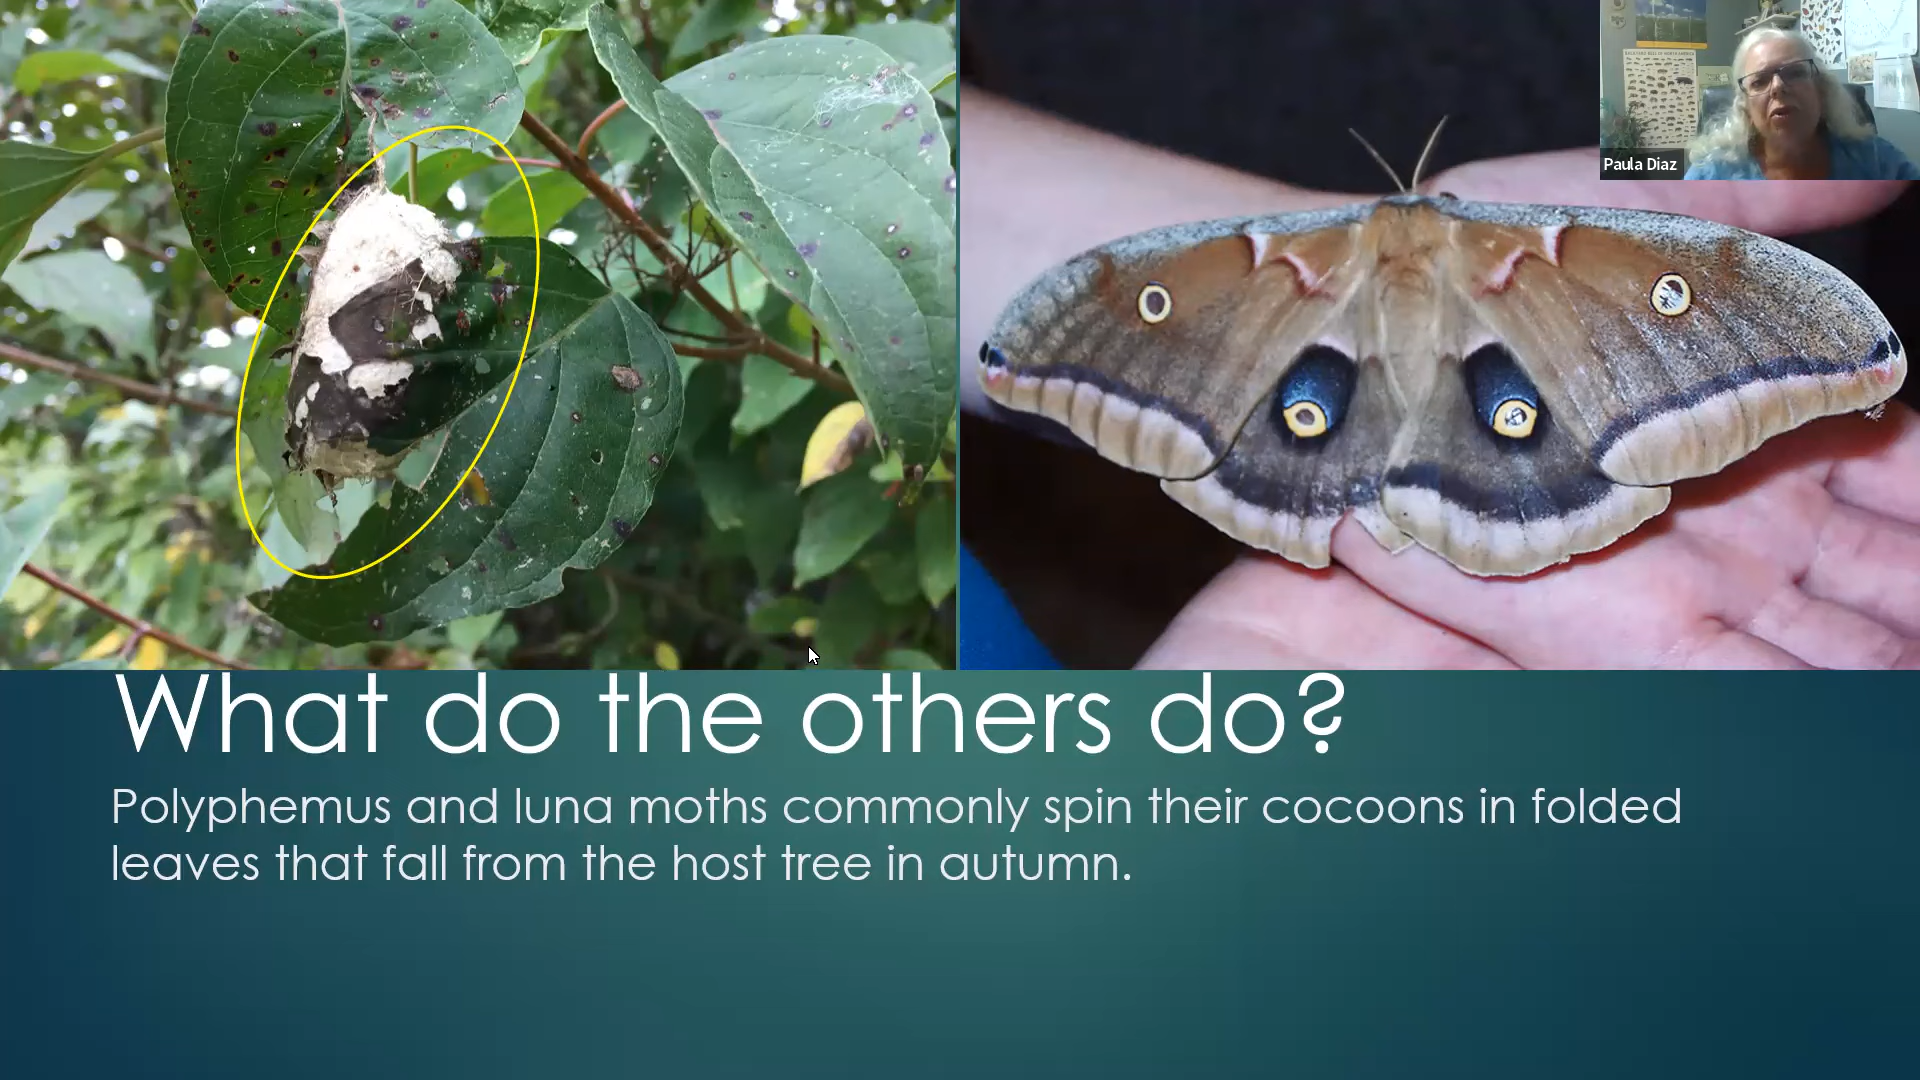 Paula Diaz
What do the others do?
Polyphemus and luna moths commonly spin their cocoons in folded
leaves that fall from the host tree in autumn.